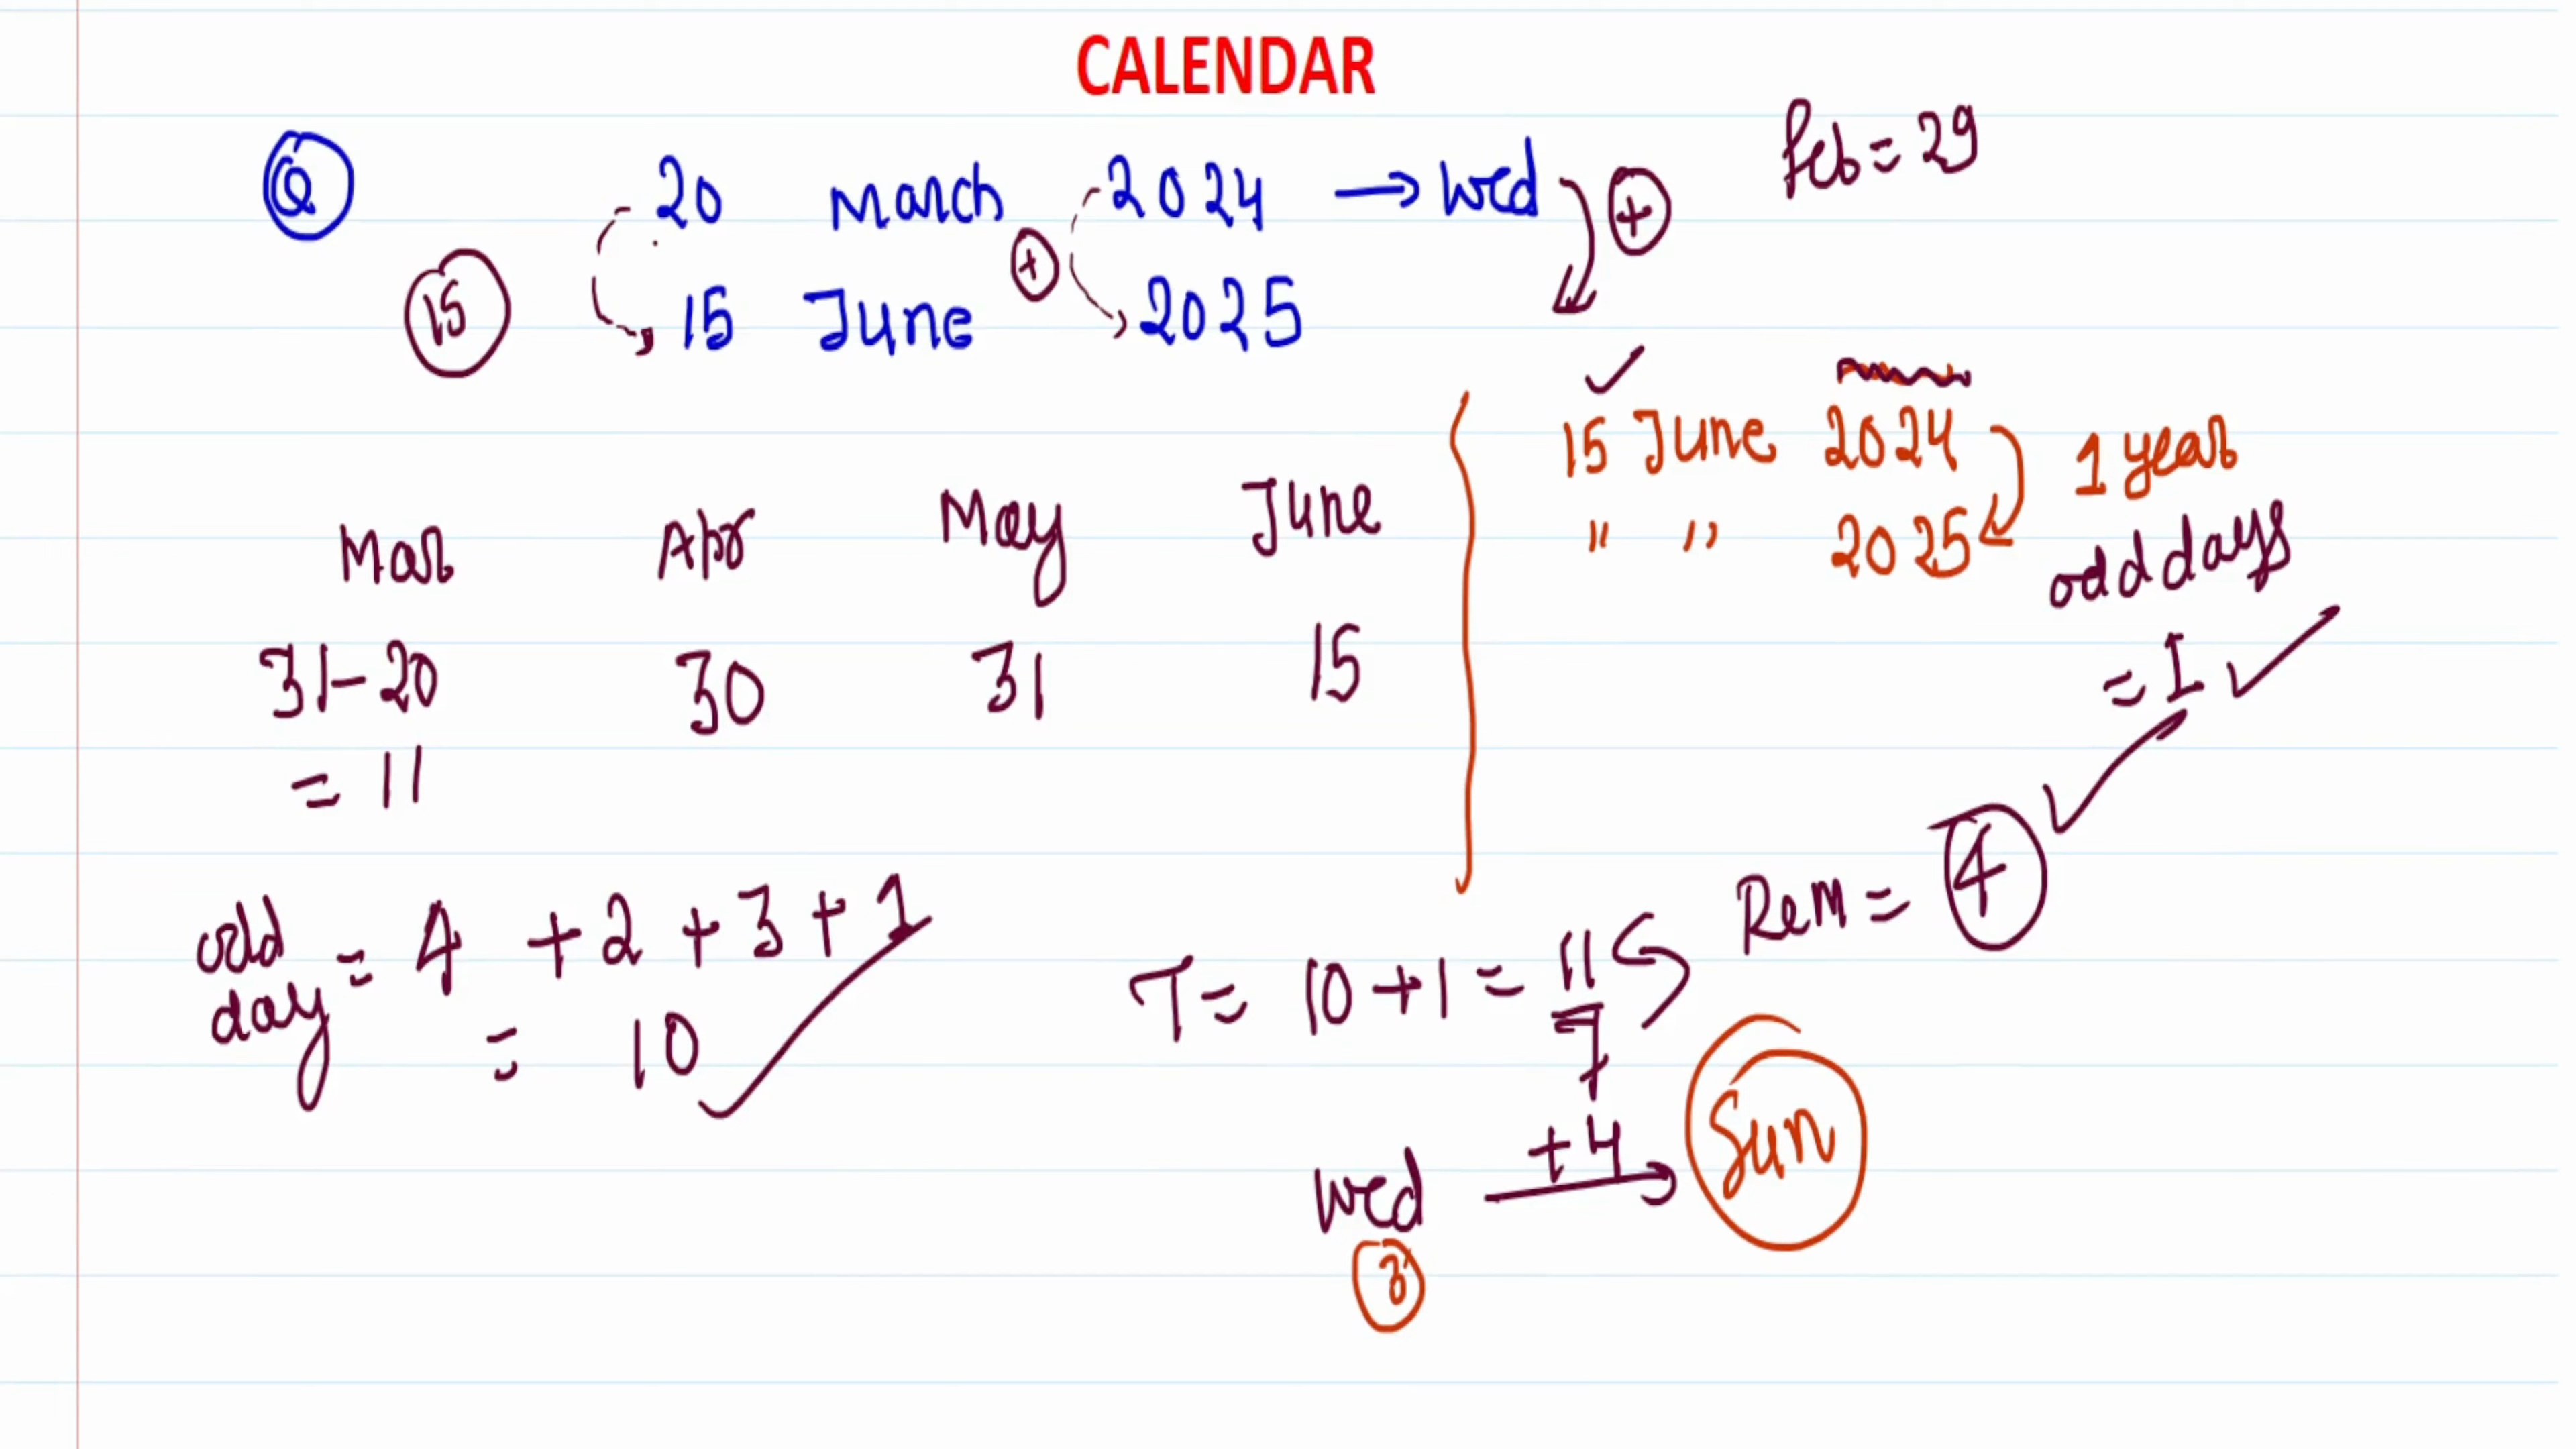 CALENDAR
Feb = 29
Q 20 March 2024 → Wed +
15 15 June + 2025
15 June 2024 1 year
" " 2025 odd days
= 1
Mar Apr May June
31-20 30 31 15
= 11
odd day = 4 + 2 + 3 + 1
= 10
T = 10 + 1 = 11/7 Rem = 4
Wed +4 → Sun
3